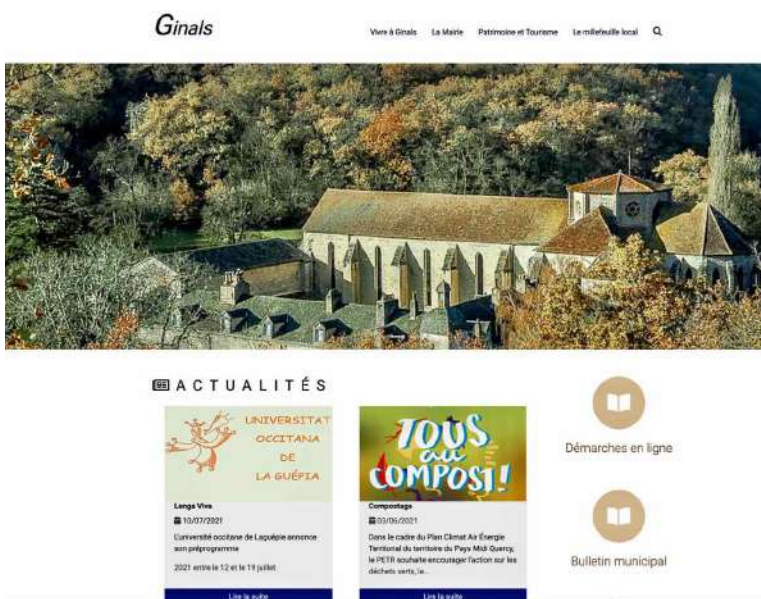 Ginals
Vivre à Ginals La Mairie Patrimoine et Tourisme Le millefeuille local
ACTUALITÉS
UNIVERSITAT
OCCITANA
DE
LA GUÉPIA
Lenga Viva
10/07/2021
L'université occitane de Laguépie annonce
son préprogramme
2021 entre le 12 et le 19 juillet
Lire la suite
TOUS
au
COMPOST!
Compostage
03/06/2021
Dans le cadre du Plan Climat Air Énergie
Territorial du territoire du Pays Midi Quercy,
le PETR souhaite encourager l'action sur les
déchets verts, la...
Lire la suite
Démarches en ligne
Bulletin municipal